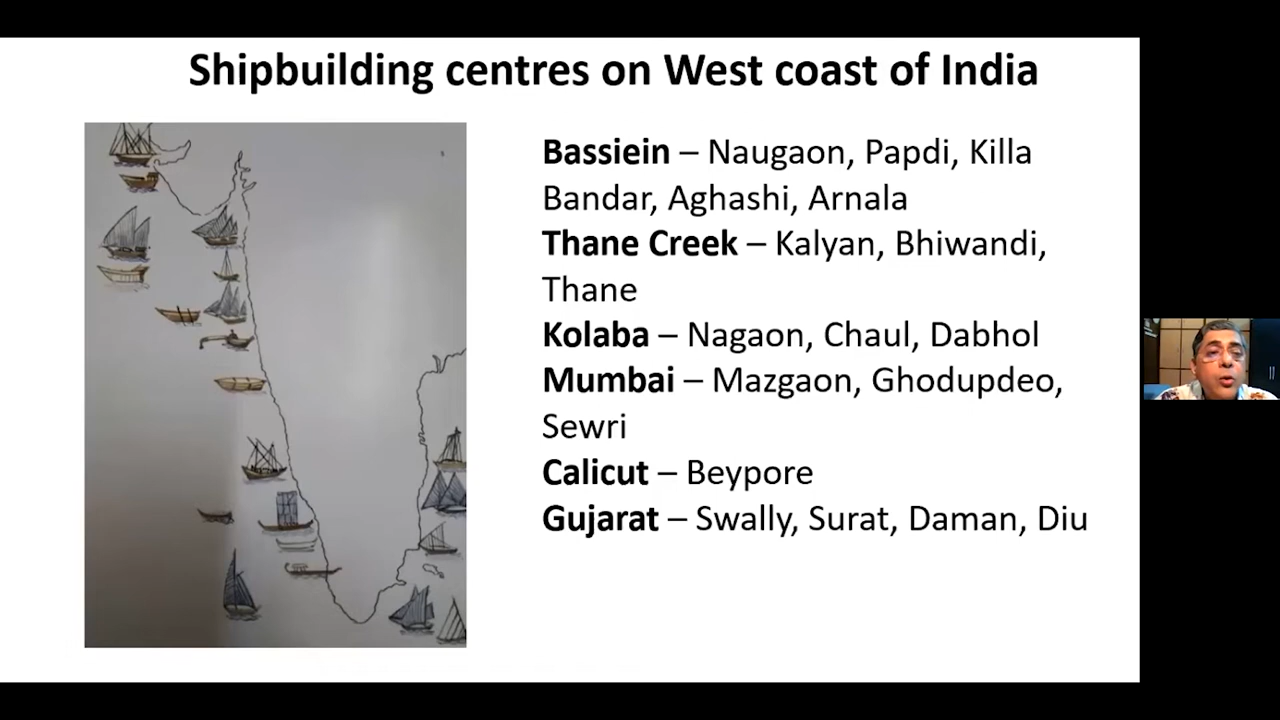 Shipbuilding centres on West coast of India
Bassiein – Naugaon, Papdi, Killa
Bandar, Aghashi, Arnala
Thane Creek – Kalyan, Bhiwandi,
Thane
Kolaba – Nagaon, Chaul, Dabhol
Mumbai – Mazgaon, Ghodupdeo,
Sewri
Calicut – Beypore
Gujarat – Swally, Surat, Daman, Diu